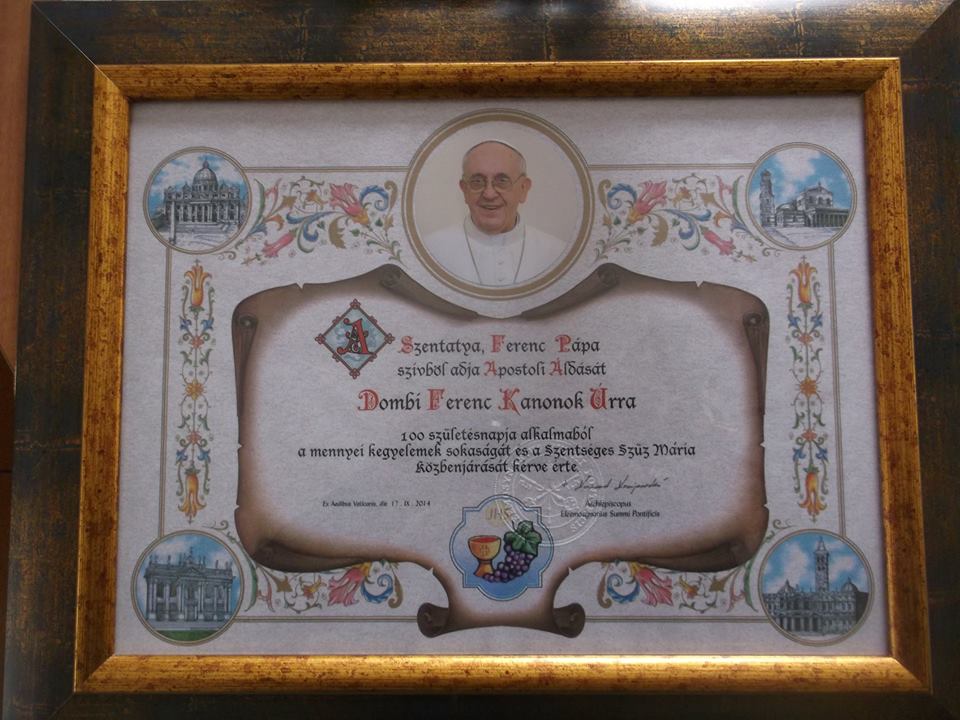 A Szentatya, Ferenc Pápa
szívből adja Apostoli Áldását
Dombi Ferenc Kanonok Úrra
100 születésnapja alkalmából
a mennyei kegyelemek sokaságát és a Szentséges Szűz Mária
közbenjárását kérve érte.
Ex Aedibus Vaticanis, die 17. IX. 2014
Archiepiscopus
Eleemosynarius Summi Pontificis
JHS